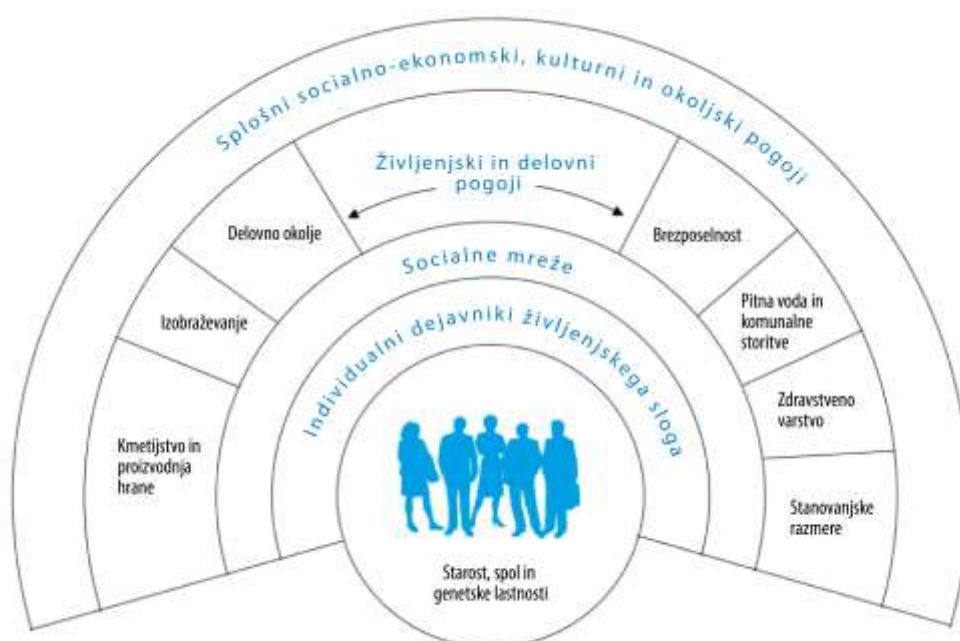 Splošni socialno-ekonomski, kulturni in okoljski pogoji
Življenjski in delovni
pogoji
Delovno okolje
Brezposelnost
Socialne mreže
Izobraževanje
Pitna voda in
komunalne
storitve
Individualni dejavniki življenjskega sloga
Zdravstveno
varstvo
Kmetijstvo in
proizvodnja
hrane
Stanovanjske
razmere
Starost, spol in
genetske lastnosti